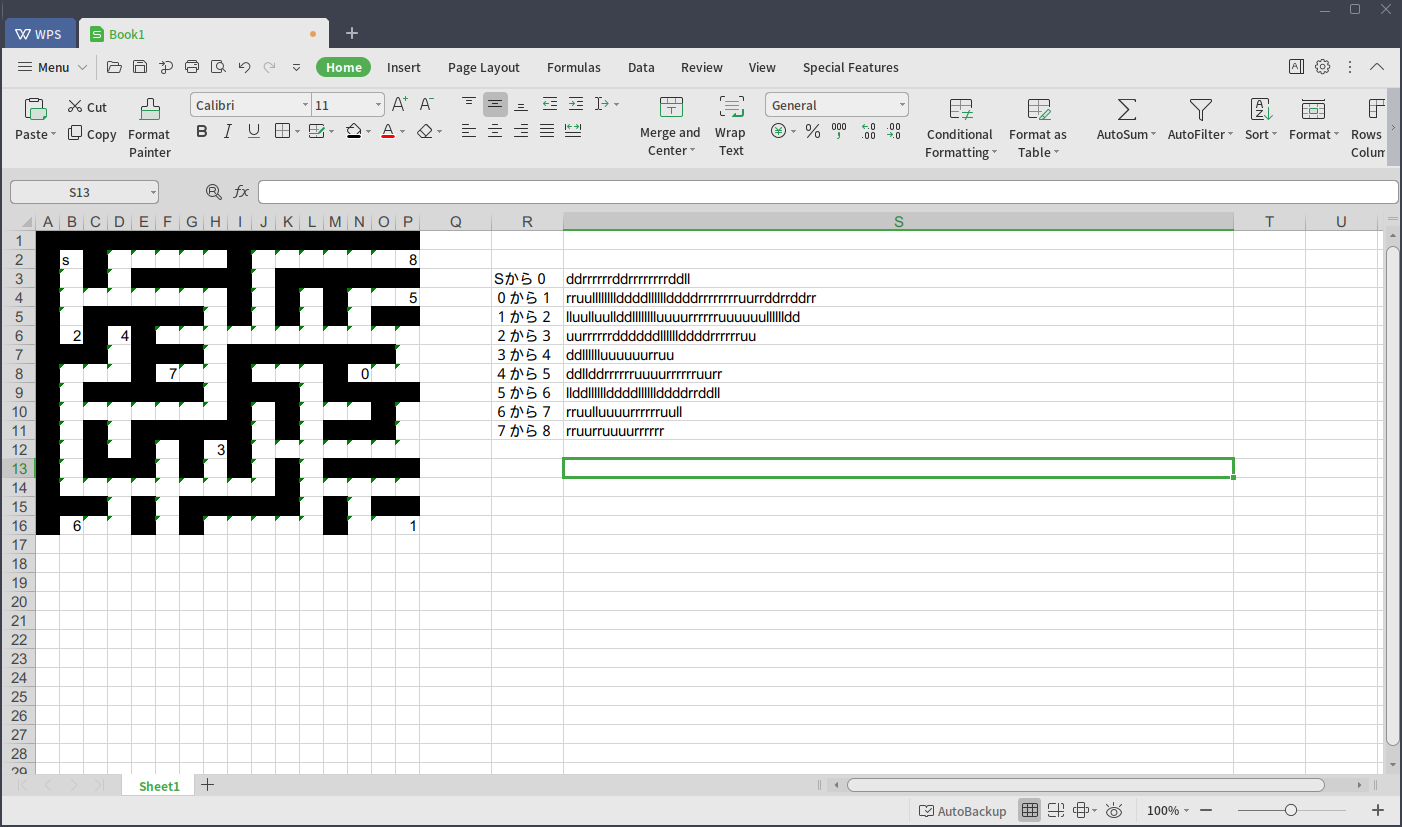 WPS
Book1
Menu
Home
Insert
Page Layout
Formulas
Data
Review
View
Special Features
Paste
Cut
Copy
Format
Painter
Calibri
11
B I U A
Merge and
Center
Wrap
Text
General
Conditional
Formatting
Format as
Table
AutoSum
AutoFilter
Sort
Format
Rows
Colum
S13
fx
A B C D E F G H I J K L M N O P Q R S T U
1
2 s 8
3 Sから 0 ddrrrrrrddrrrrrrrrddll
4 5 0 から 1 rruullllllllddddllllllddddrrrrrrrruurrddrrddrr
5 1 から 2 lluulluullddlllllllluuuurrrrrruuuuuulllllldd
6 2 4 2 から 3 uurrrrrrddddddllllllddddrrrrrruu
7 3 から 4 ddlllllluuuuuurruu
8 7 0 4 から 5 ddllddrrrrrruuuurrrrrruurr
9 5 から 6 llddllllllddddllllllddddrrddll
10 6 から 7 rruulluuuurrrrrruull
11 7 から 8 rruurruuuurrrrrr
12 3
13
14
15
16 6 1
17
18
19
20
21
22
23
24
25
26
27
28
29
Sheet1
AutoBackup
100%